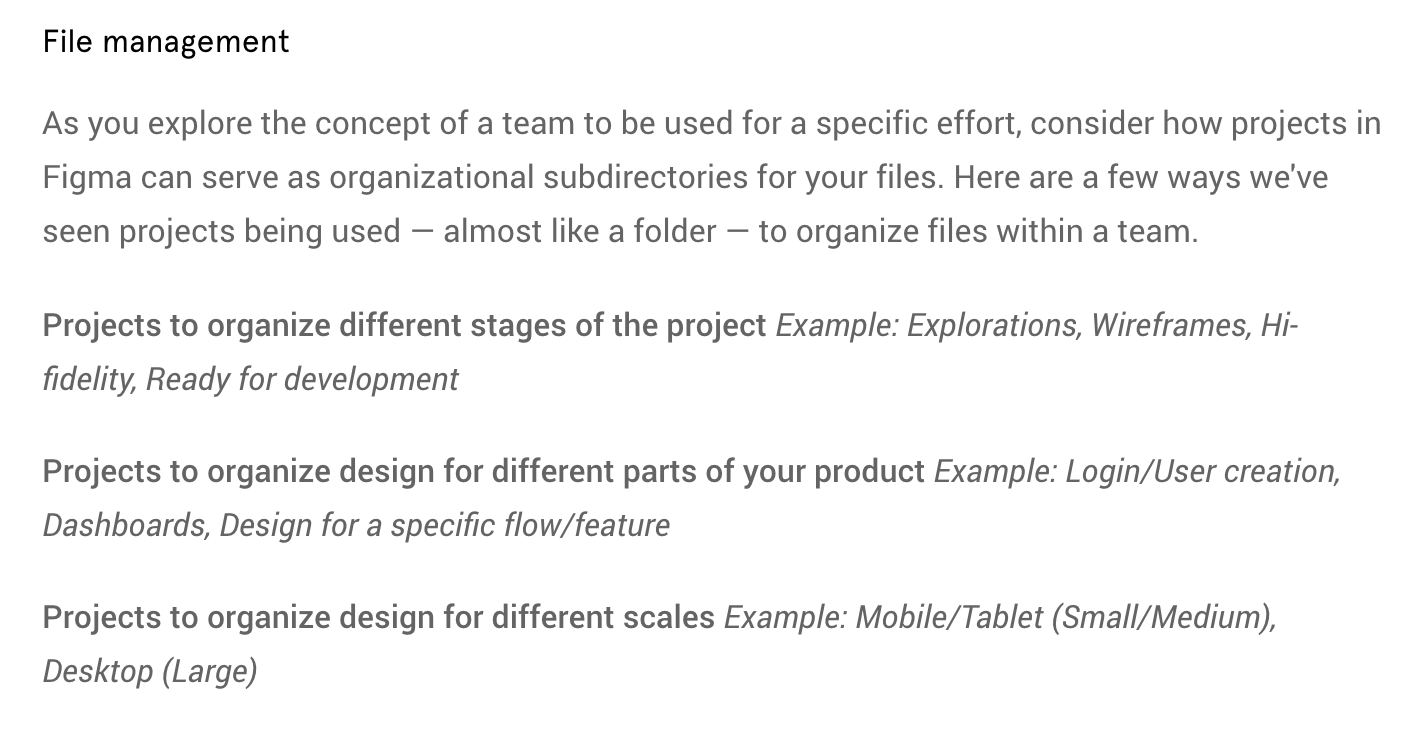 File management
As you explore the concept of a team to be used for a specific effort, consider how projects in
Figma can serve as organizational subdirectories for your files. Here are a few ways we've
seen projects being used — almost like a folder — to organize files within a team.
Projects to organize different stages of the project Example: Explorations, Wireframes, Hi-
fidelity, Ready for development
Projects to organize design for different parts of your product Example: Login/User creation,
Dashboards, Design for a specific flow/feature
Projects to organize design for different scales Example: Mobile/Tablet (Small/Medium),
Desktop (Large)